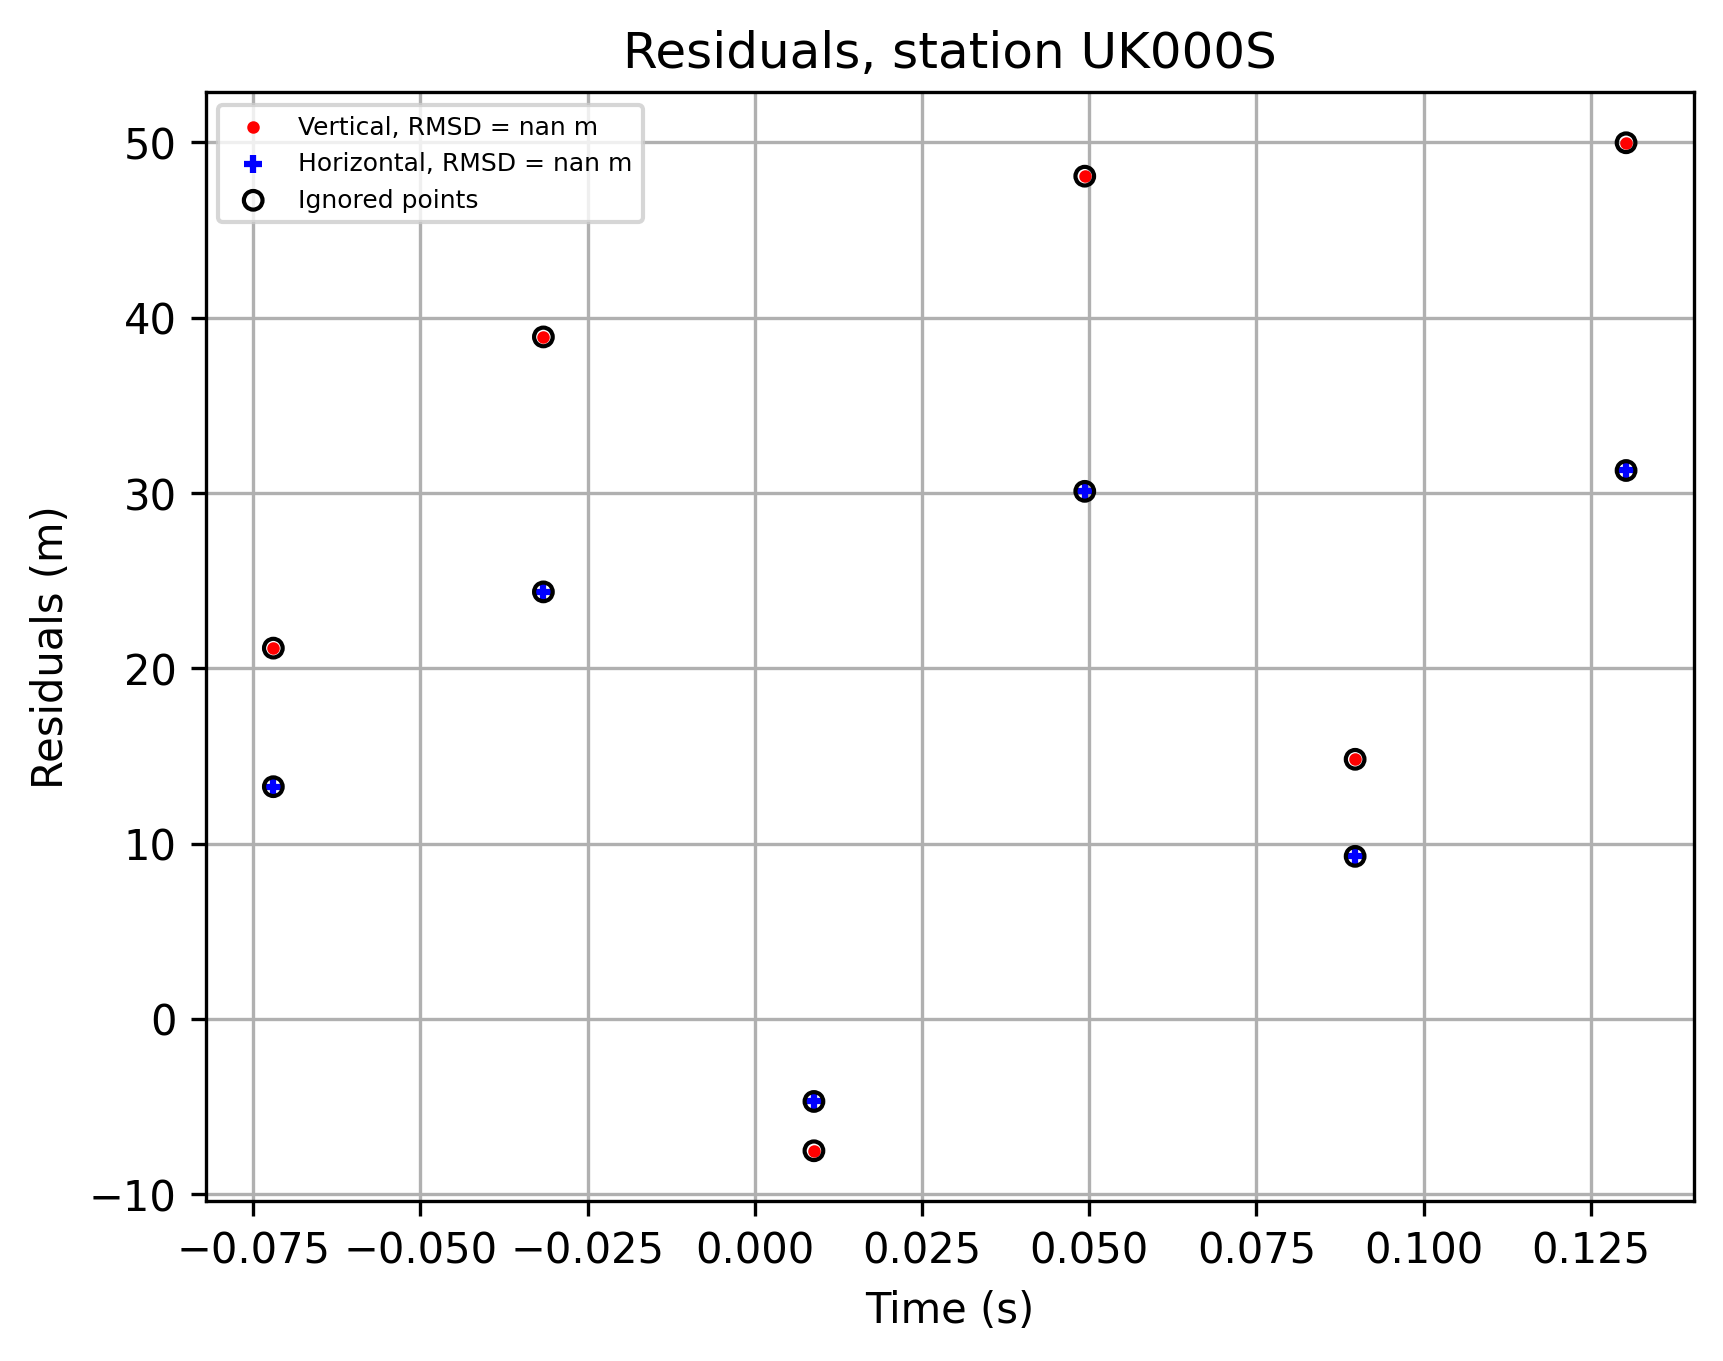 Residuals, station UK000S
Vertical, RMSD = nan m
Horizontal, RMSD = nan m
Ignored points
50
40
30
20
10
0
−10
Residuals (m)
−0.075 −0.050 −0.025 0.000 0.025 0.050 0.075 0.100 0.125
Time (s)